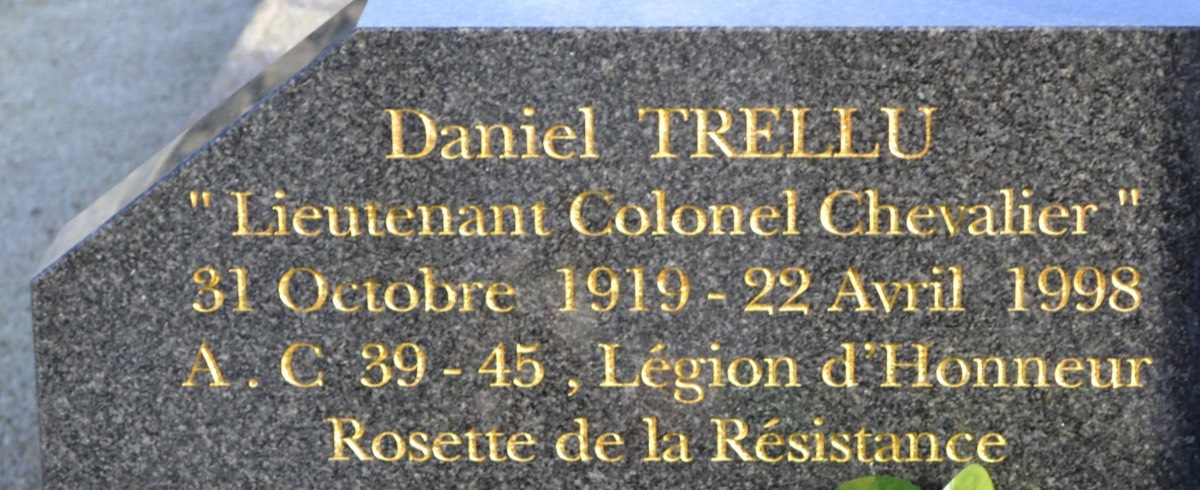 Daniel TRELLU
" Lieutenant Colonel Chevalier "
31 Octobre 1919 - 22 Avril 1998
A . C 39 - 45 , Légion d'Honneur
Rosette de la Résistance